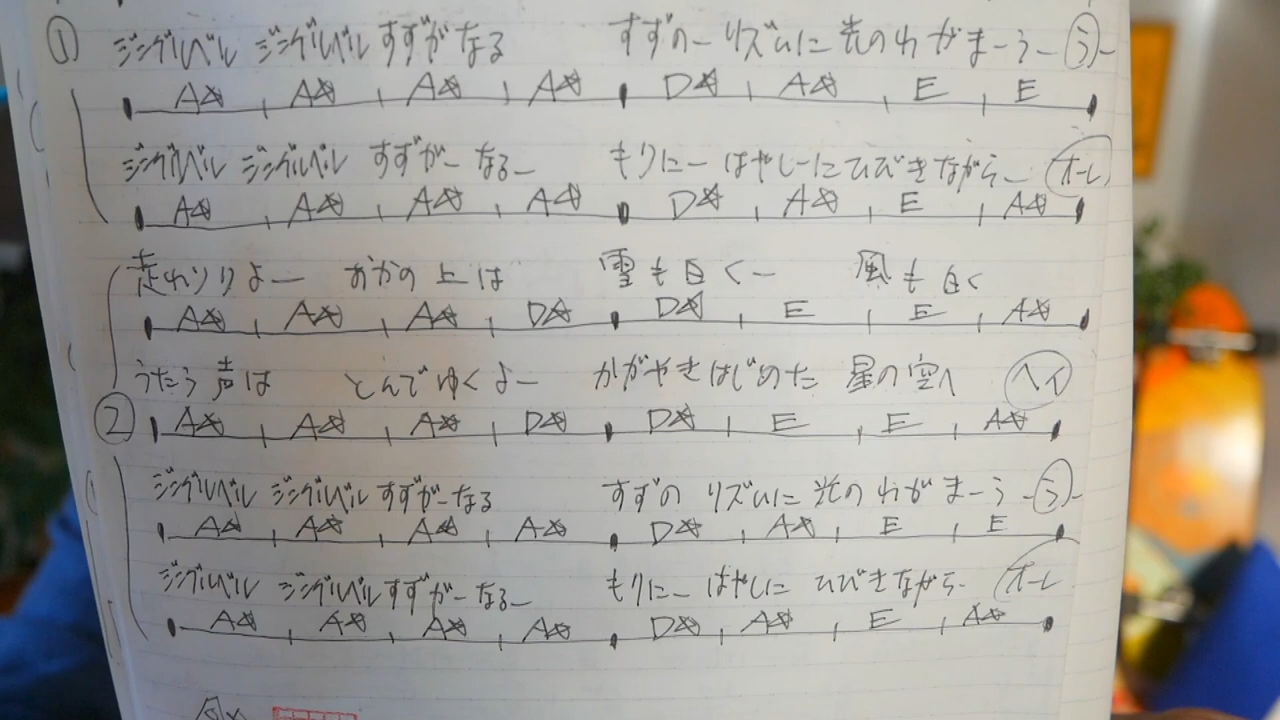 ① ジングルベル ジングルベル すずがなる すずのー リズムに 光のわがまーうー う
A☆ A☆ A☆ A☆ D☆ A☆ E E
ジングルベル ジングルベル すずがーなるー もりにー はやしーに ひびきながらー オーレ
A☆ A☆ A☆ A☆ D☆ A☆ E A☆
走れソリよー おかの上は 雪も白くー 風も白く
A☆ A☆ A☆ D☆ D☆ E E A☆
うたう声は とんでゆくよー かがやきはじめた 星の空へ ヘイ
② A☆ A☆ A☆ D☆ D☆ E E A☆
ジングルベル ジングルベル すずがーなる すずの リズムに 光のわがまーう う
A☆ A☆ A☆ A☆ D☆ A☆ E E
ジングルベル ジングルベル すずがーなるー もりにー はやしに ひびきながらー オーレ
A☆ A☆ A☆ A☆ D☆ A☆ E A☆